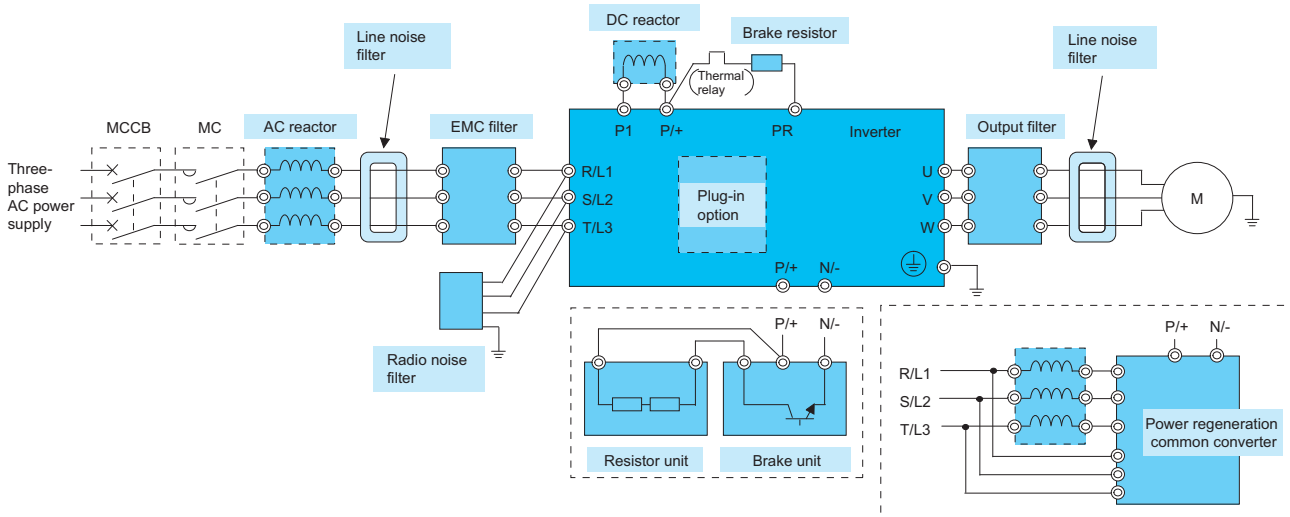 DC reactor
Brake resistor
Line noise
filter
Line noise
filter
(Thermal
relay)
MCCB
MC
AC reactor
EMC filter
P1
P/+
PR
Inverter
Output filter
Three-
phase
AC power
supply
R/L1
S/L2
T/L3
Plug-in
option
U
V
W
M
P/+
N/-
Radio noise
filter
P/+
N/-
Resistor unit
Brake unit
P/+
N/-
R/L1
S/L2
T/L3
Power regeneration
common converter